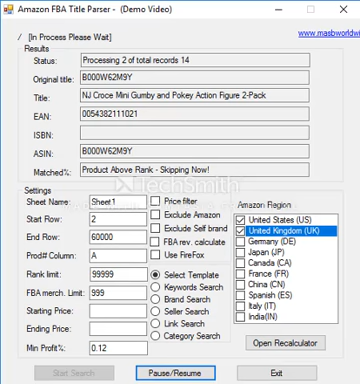 Amazon FBA Title Parser - (Demo Video)
/ [In Process Please Wait]
www.masbworldwi
Results
Status: Processing 2 of total records 14
Original title: B000W62M9Y
Title: NJ Croce Mini Gumby and Pokey Action Figure 2-Pack
EAN: 0054382111021
ISBN:
ASIN: B000W62M9Y
Matched% : Product Above Rank - Skipping Now!
TechSmith
Settings
Sheet Name: Sheet1
Start Row: 2
End Row: 60000
Prod# Column: A
Rank limit: 99999
FBA merch. Limit: 999
Starting Price:
Ending Price:
Min Profit% : 0.12
Price filter
Exclude Amazon
Exclude Self brand
FBA rev. calculate
Use FireFox
Select Template
Keywords Search
Brand Search
Seller Search
Link Search
Category Search
Amazon Region
United States (US)
United Kingdom (UK)
Germany (DE)
Japan (JP)
Canada (CA)
France (FR)
China (CN)
Spanish (ES)
Italy (IT)
India(IN)
Open Recalculator
Start Search
Pause/Resume
Exit